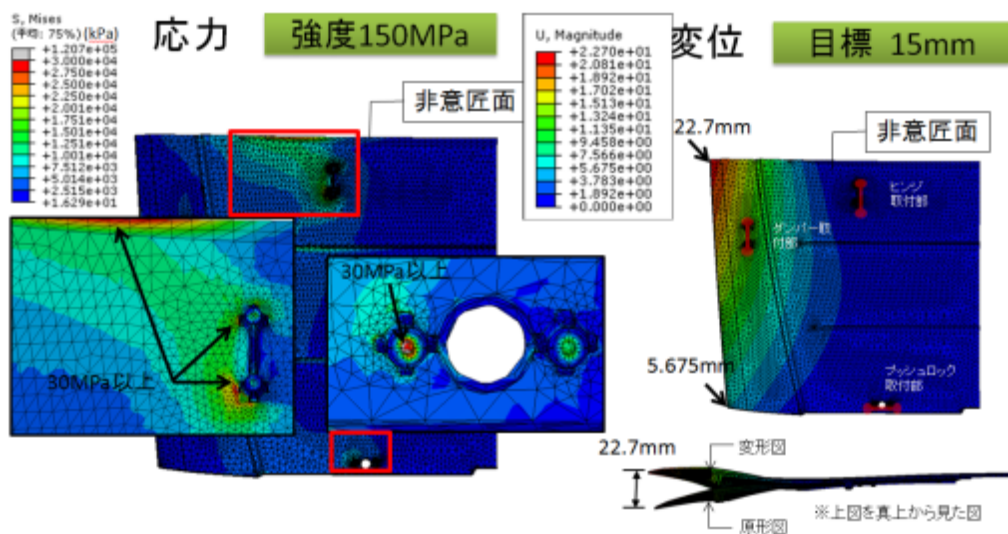 S, Mises
(平均: 75%) (kPa)
+1.207e+05
+3.000e+04
+2.750e+04
+2.500e+04
+2.250e+04
+2.001e+04
+1.751e+04
+1.501e+04
+1.251e+04
+1.001e+04
+7.512e+03
+5.014e+03
+2.515e+03
+1.629e+01
応力
強度150MPa
非意匠面
30MPa以上
30MPa以上
U, Magnitude
+2.270e+01
+2.081e+01
+1.892e+01
+1.702e+01
+1.513e+01
+1.324e+01
+1.135e+01
+9.458e+00
+7.566e+00
+5.675e+00
+3.783e+00
+1.892e+00
+0.000e+00
変位
目標 15mm
非意匠面
22.7mm
ヒンジ
取付部
ダンパー取
付部
5.675mm
プッシュロック
取付部
22.7mm
変形図
原形図
※上図を真上から見た図